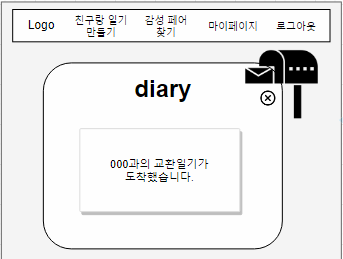 Logo
친구랑 일기
만들기
감성 페어
찾기
마이페이지
로그아웃
diary
000과의 교환일기가
도착했습니다.